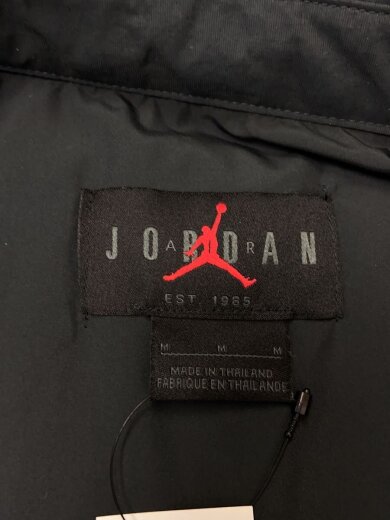 JORDAN
AIR
EST. 1985
M M M
MADE IN THAILAND
FABRIQUE EN THAILANDE